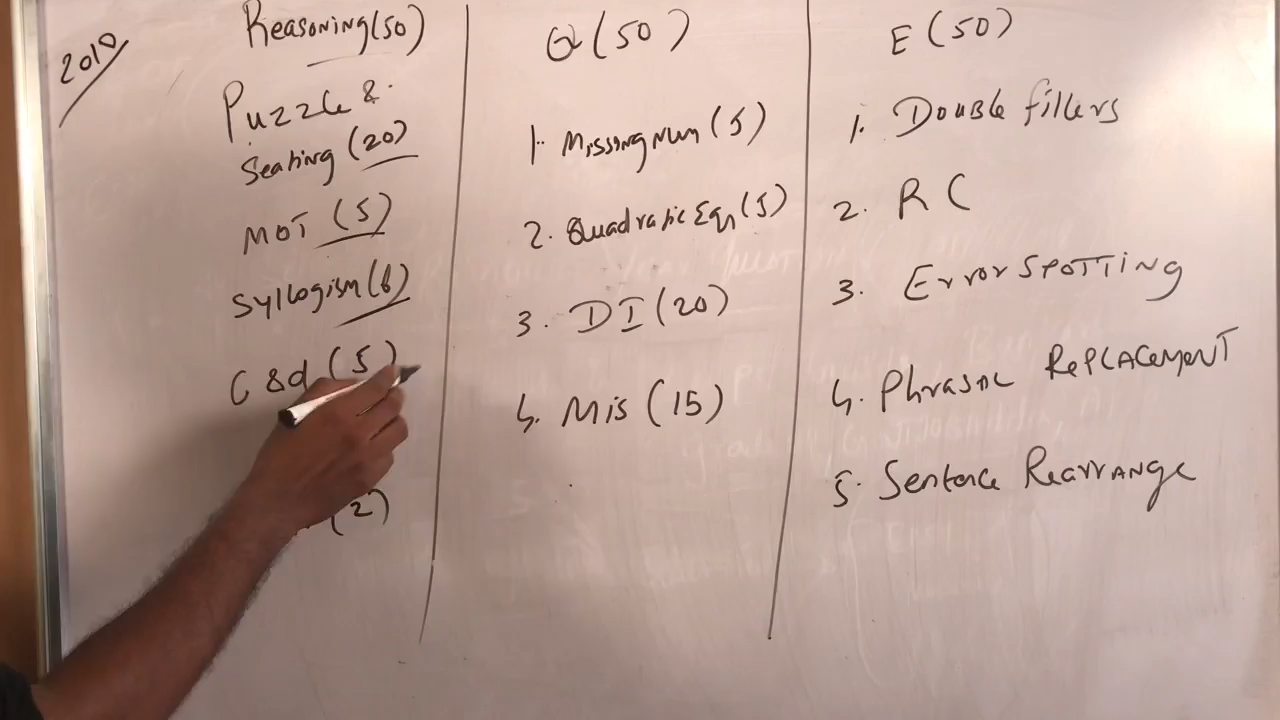 2010
Reasoning (50)
Puzzle &
Seating (20)
MOT (5)
Syllogism (6)
C &d (5)
(2)
Q (50)
1. Missing Num (5)
2. Quadratic Eqn (5)
3. DI (20)
4. Mis (15)
E (50)
1. Double fillers
2. RC
3. Error SPOTTing
4. Phrase RePLACemenT
5. Sentence Rearrange